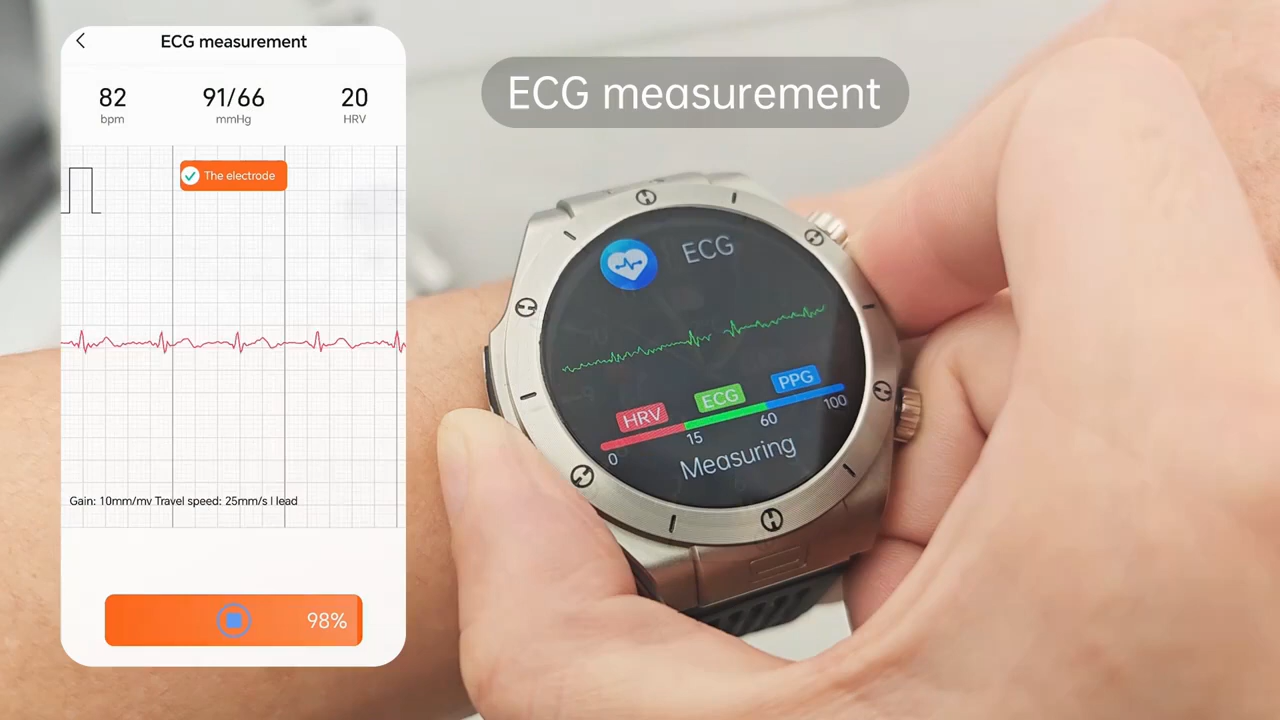 ECG measurement
82
bpm
91/66
mmHg
20
HRV
The electrode
Gain: 10mm/mv Travel speed: 25mm/s I lead
98%
ECG measurement
ECG
HRV
ECG
PPG
0
15
60
100
Measuring